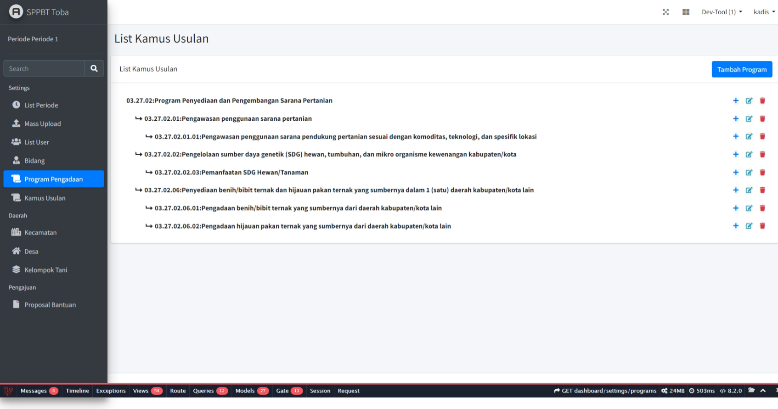 SPPBT Toba
Dev-Tool (1)
kadis
Periode Periode 1
Search
Settings
List Periode
Mass Upload
List User
Bidang
Program Pengadaan
Kamus Usulan
Daerah
Kecamatan
Desa
Kelompok Tani
Pengajuan
Proposal Bantuan
List Kamus Usulan
List Kamus Usulan
Tambah Program
03.27.02:Program Penyediaan dan Pengembangan Sarana Pertanian
03.27.02.01:Pengawasan penggunaan sarana pertanian
03.27.02.01.01:Pengawasan penggunaan sarana pendukung pertanian sesuai dengan komoditas, teknologi, dan spesifik lokasi
03.27.02.02:Pengelolaan sumber daya genetik (SDG) hewan, tumbuhan, dan mikro organisme kewenangan kabupaten/kota
03.27.02.02.03:Pemanfaatan SDG Hewan/Tanaman
03.27.02.06:Penyediaan benih/bibit ternak dan hijauan pakan ternak yang sumbernya dalam 1 (satu) daerah kabupaten/kota lain
03.27.02.06.01:Pengadaan benih/bibit ternak yang sumbernya dari daerah kabupaten/kota lain
03.27.02.06.02:Pengadaan hijauan pakan ternak yang sumbernya dari daerah kabupaten/kota lain
Messages Timeline Exceptions Views Route Queries Models Gate Session Request GET dashboard/settings/programs 24MB 503ms 8.2.0